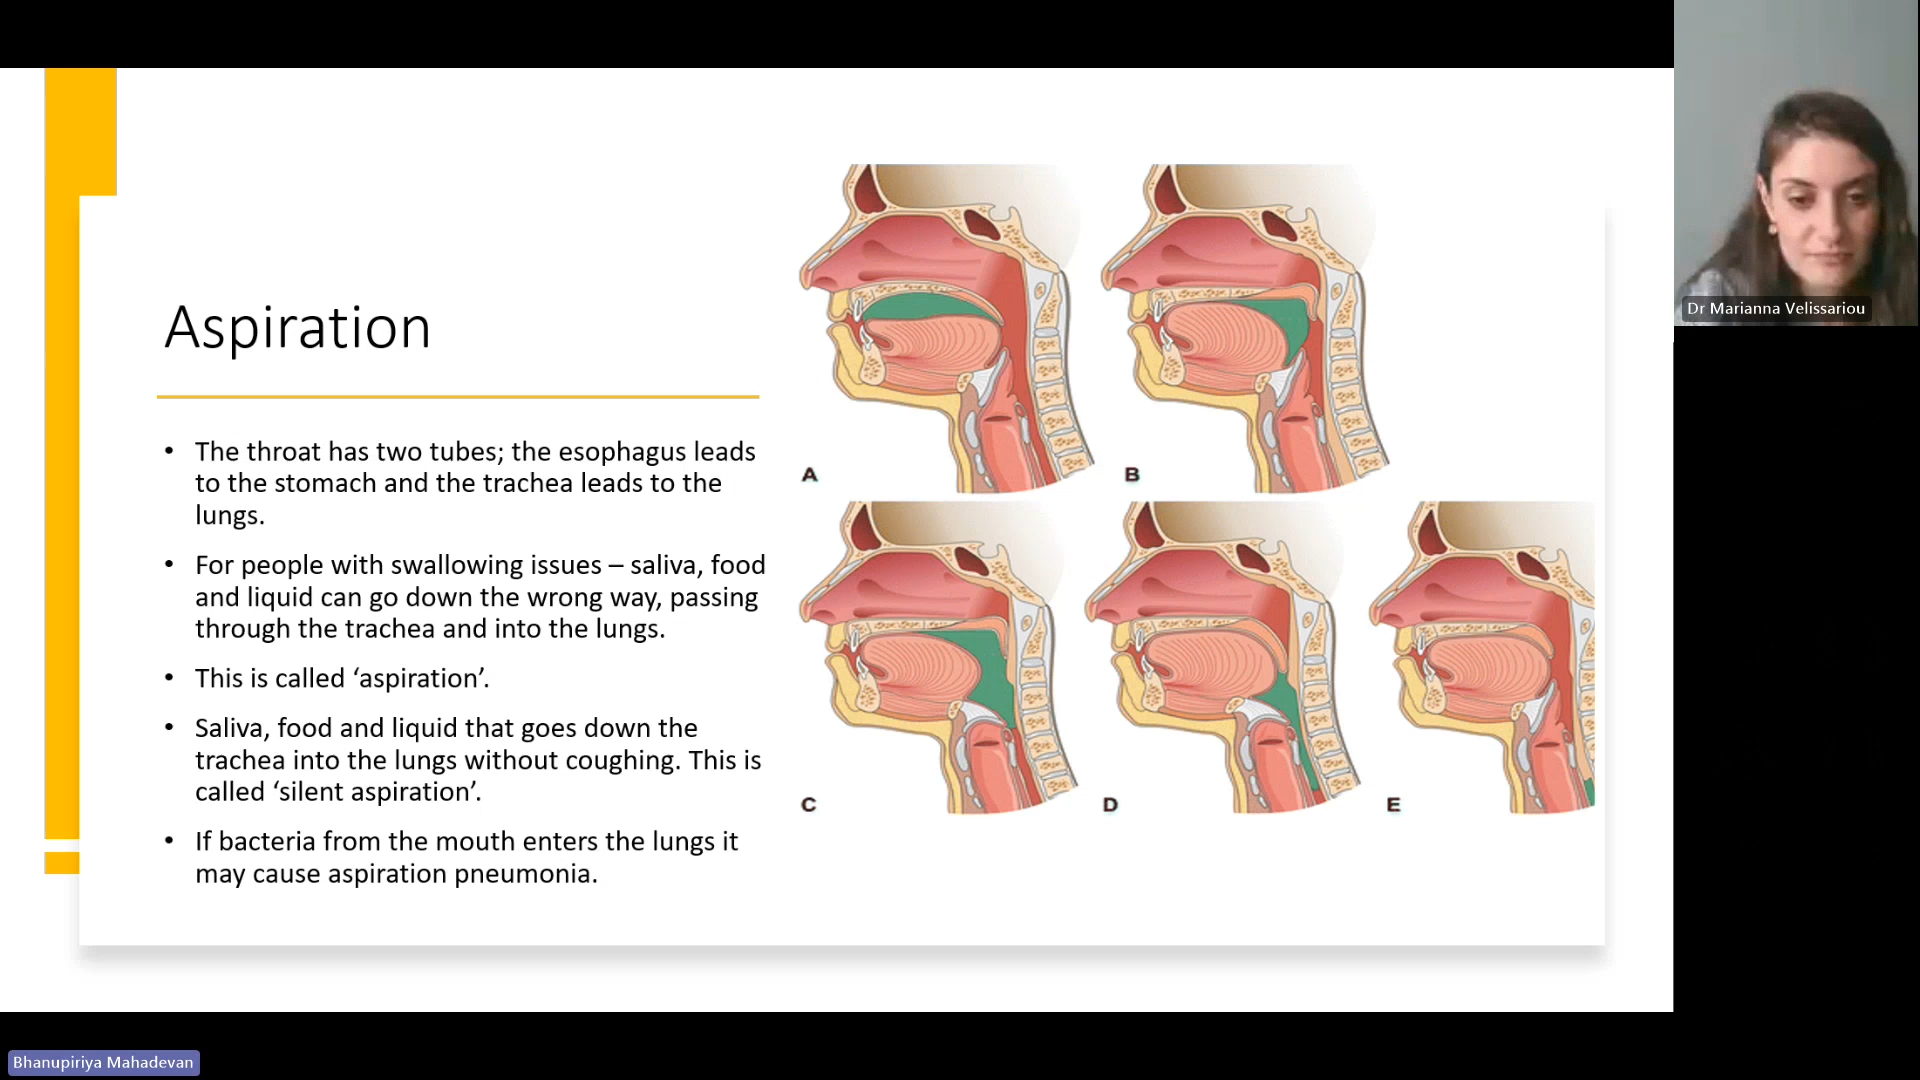 Aspiration
• The throat has two tubes; the esophagus leads
to the stomach and the trachea leads to the
lungs.
• For people with swallowing issues – saliva, food
and liquid can go down the wrong way, passing
through the trachea and into the lungs.
• This is called ‘aspiration’.
• Saliva, food and liquid that goes down the
trachea into the lungs without coughing. This is
called ‘silent aspiration’.
• If bacteria from the mouth enters the lungs it
may cause aspiration pneumonia.
A
B
C
D
E
Dr Marianna Velissariou
Bhanupiriya Mahadevan